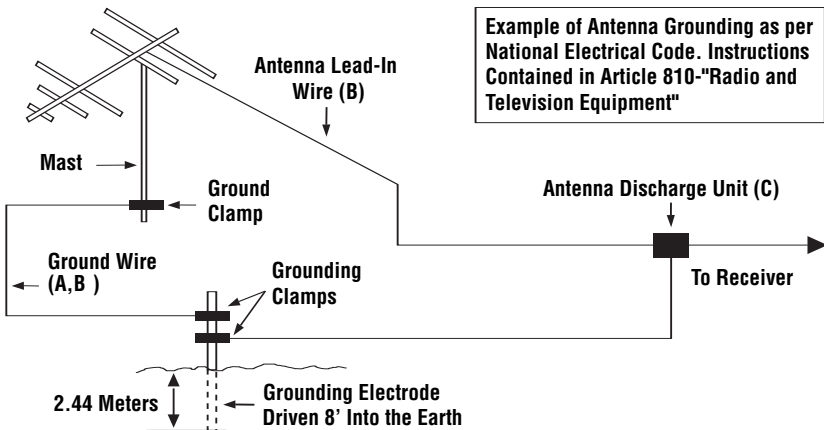 Example of Antenna Grounding as per
National Electrical Code. Instructions
Contained in Article 810-"Radio and
Television Equipment"
Antenna Lead-In
Wire (B)
Mast
Ground
Clamp
Antenna Discharge Unit (C)
Ground Wire
(A,B )
Grounding
Clamps
To Receiver
2.44 Meters
Grounding Electrode
Driven 8' Into the Earth